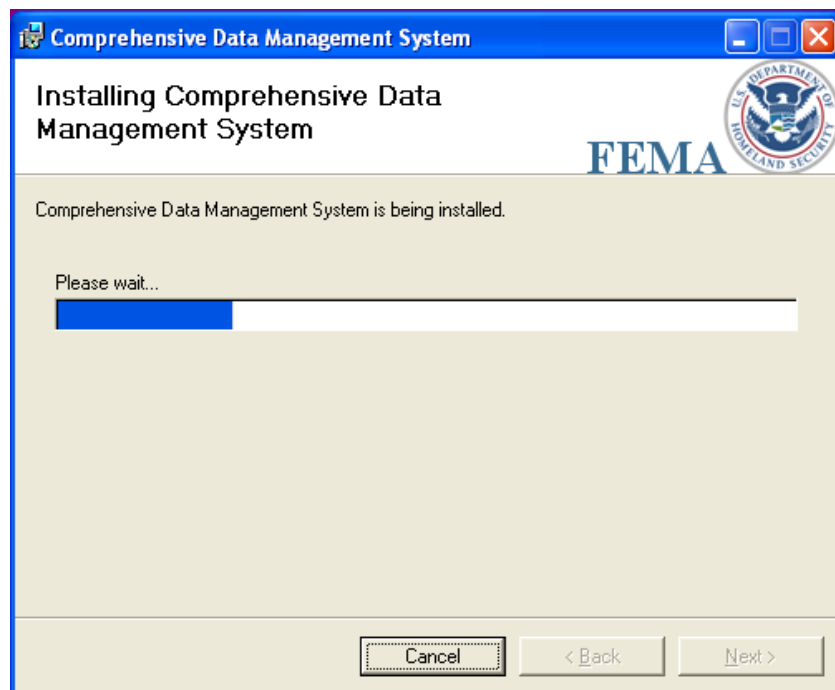 Comprehensive Data Management System
Installing Comprehensive Data
Management System
FEMA
U.S. DEPARTMENT OF
HOMELAND SECURITY
Comprehensive Data Management System is being installed.
Please wait...
Cancel
< Back
Next >